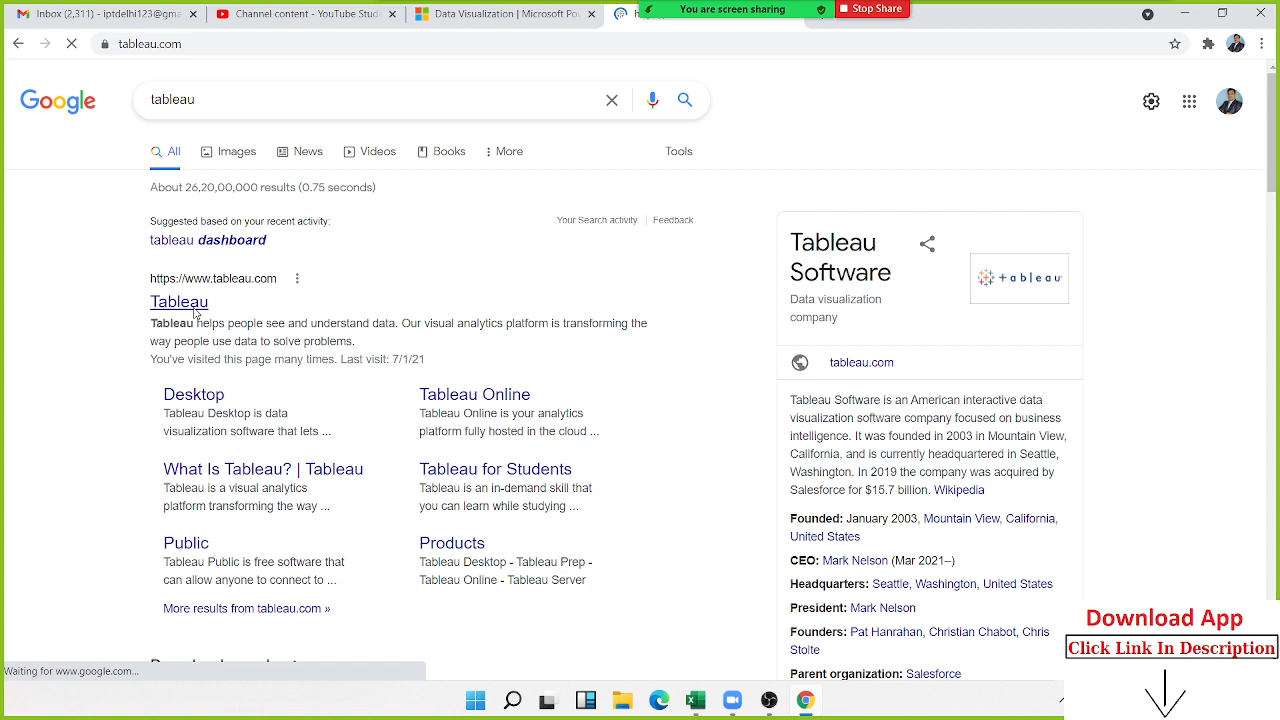 Inbox (2,311) - iptdelhi123@gma
Channel content - YouTube Studi
Data Visualization | Microsoft Po
You are screen sharing
Stop Share
tableau.com
Google
tableau
All
Images
News
Videos
Books
More
Tools
About 26,20,00,000 results (0.75 seconds)
Suggested based on your recent activity:
Your Search activity
Feedback
tableau dashboard
https://www.tableau.com
Tableau
Tableau helps people see and understand data. Our visual analytics platform is transforming the
way people use data to solve problems.
You've visited this page many times. Last visit: 7/1/21
Desktop
Tableau Desktop is data
visualization software that lets ...
Tableau Online
Tableau Online is your analytics
platform fully hosted in the cloud ...
What Is Tableau? | Tableau
Tableau is a visual analytics
platform transforming the way ...
Tableau for Students
Tableau is an in-demand skill that
you can learn while studying ...
Public
Tableau Public is free software that
can allow anyone to connect to ...
Products
Tableau Desktop - Tableau Prep -
Tableau Online - Tableau Server
More results from tableau.com »
Tableau
Software
Data visualization
company
+ a b l e a u
tableau.com
Tableau Software is an American interactive data
visualization software company focused on business
intelligence. It was founded in 2003 in Mountain View,
California, and is currently headquartered in Seattle,
Washington. In 2019 the company was acquired by
Salesforce for $15.7 billion. Wikipedia
Founded: January 2003, Mountain View, California,
United States
CEO: Mark Nelson (Mar 2021–)
Headquarters: Seattle, Washington, United States
President: Mark Nelson
Founders: Pat Hanrahan, Christian Chabot, Chris
Stolte
Parent organization: Salesforce
Waiting for www.google.com...
Download App
Click Link In Description